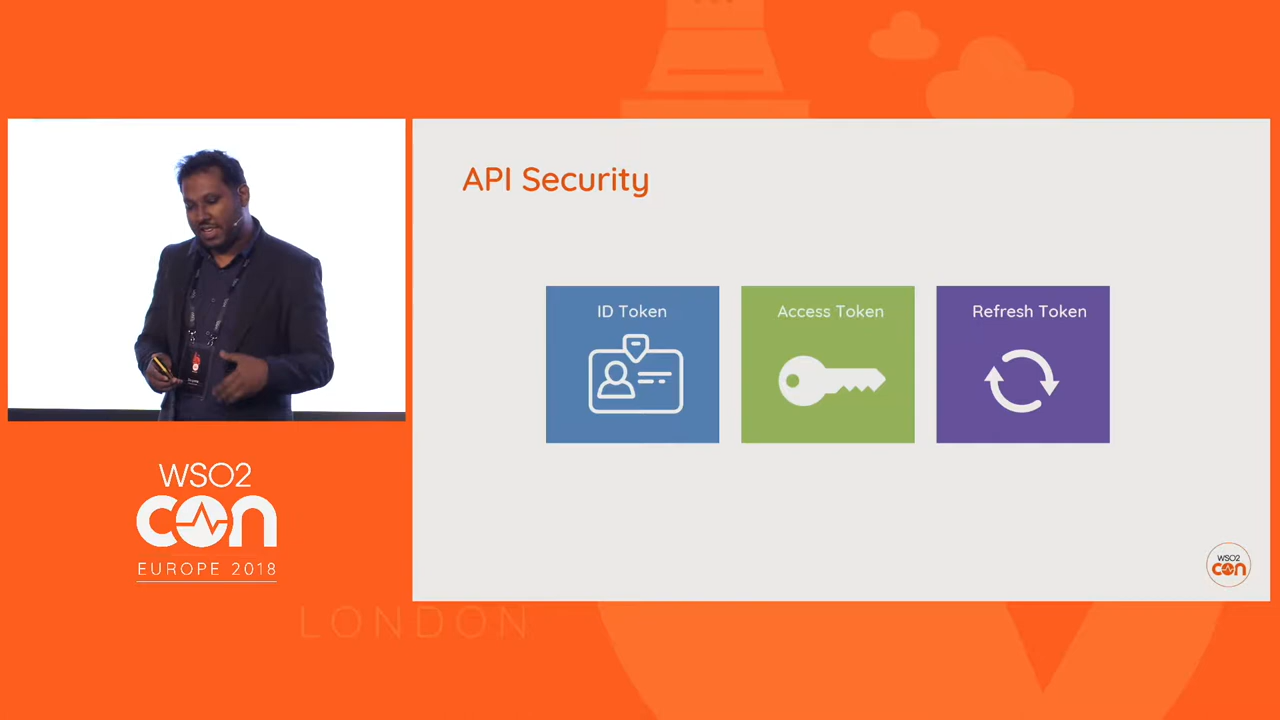 API Security
ID Token
Access Token
Refresh Token
WSO2
con
EUROPE 2018
LONDON
WSO2
con